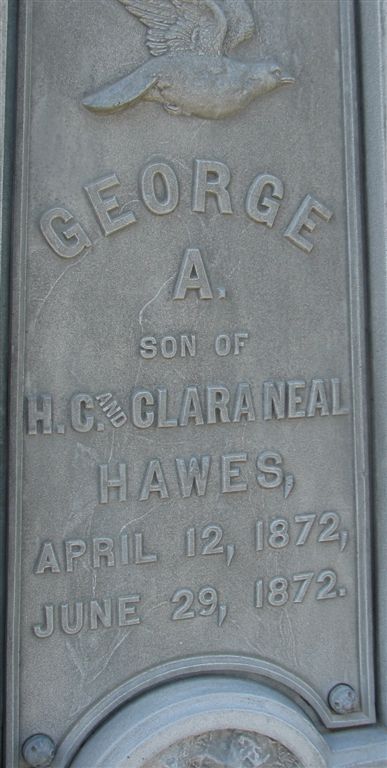 GEORGE
A.
SON OF
H. C. AND CLARA NEAL
HAWES,
APRIL 12, 1872,
JUNE 29, 1872.